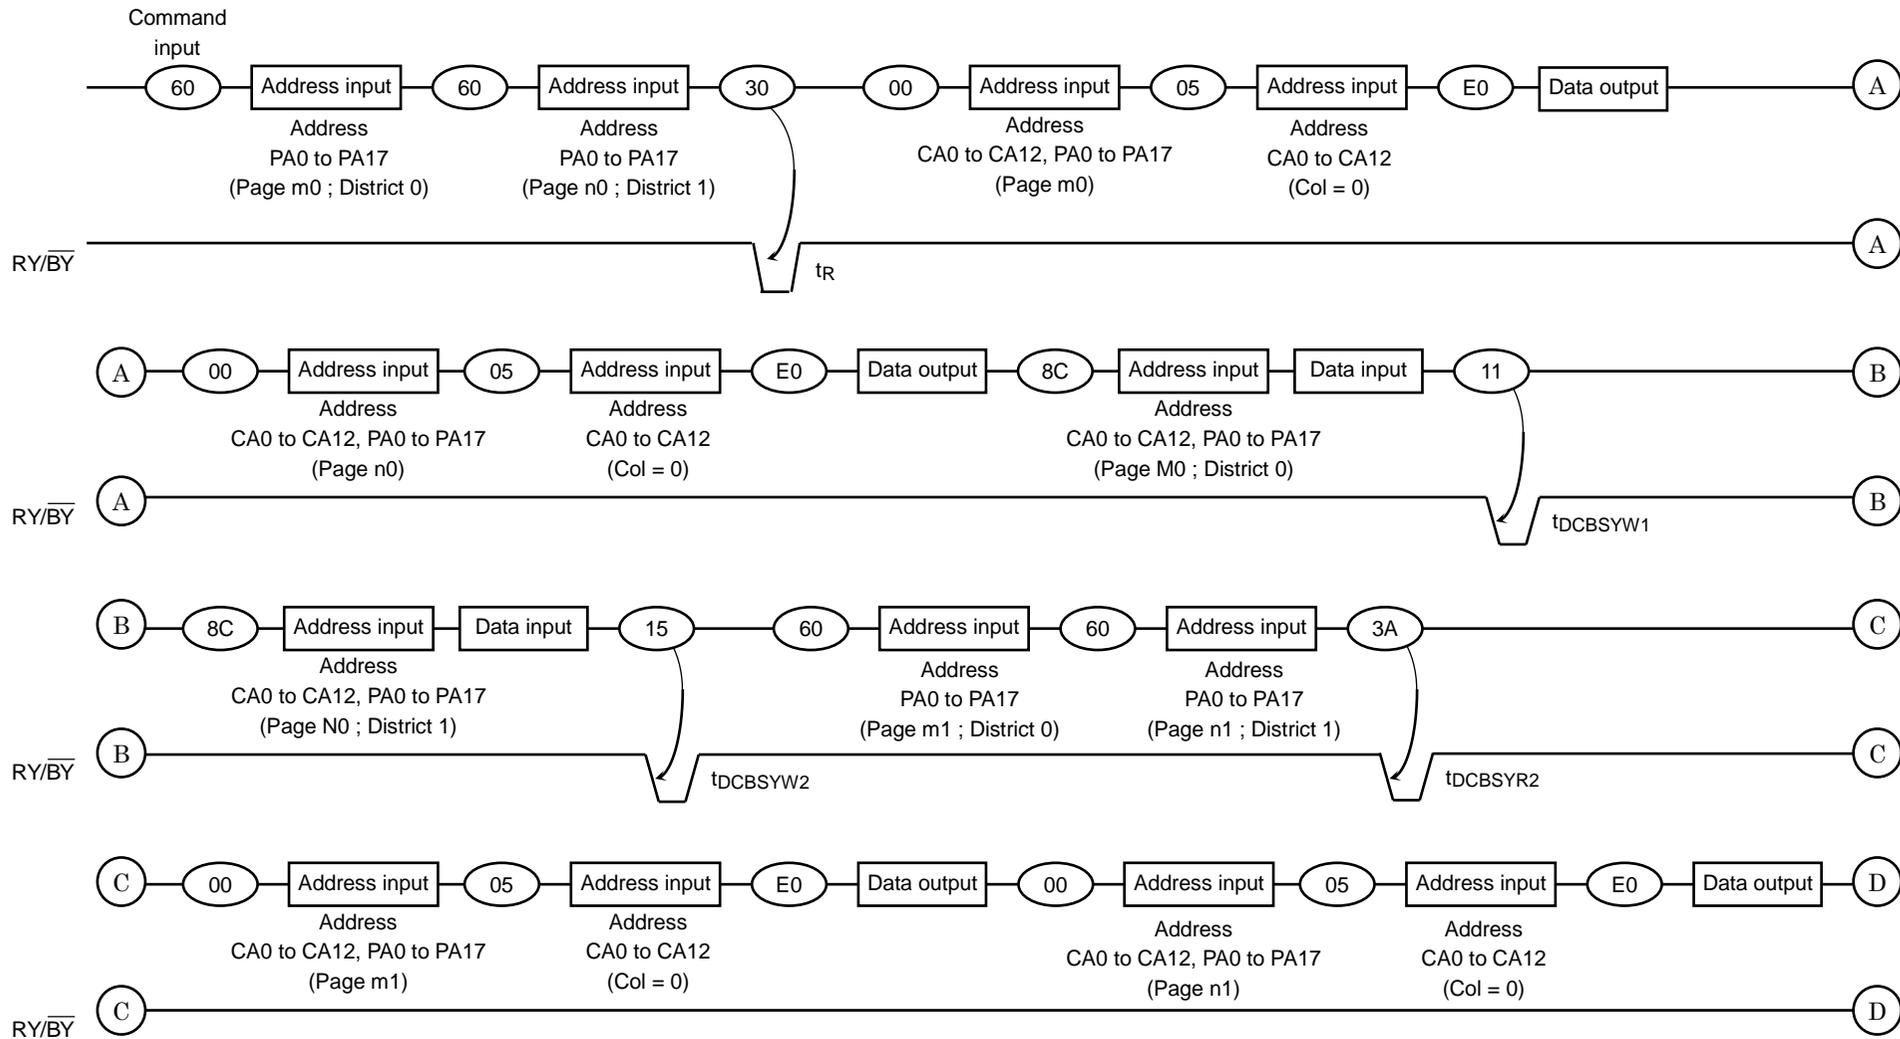 Command
input
60 Address input 60 Address input 30 00 Address input 05 Address input E0 Data output A
Address
PA0 to PA17
(Page m0 ; District 0)
Address
PA0 to PA17
(Page n0 ; District 1)
Address
CA0 to CA12, PA0 to PA17
(Page m0)
Address
CA0 to CA12
(Col = 0)
RY/BY tR A
A 00 Address input 05 Address input E0 Data output 8C Address input Data input 11 B
Address
CA0 to CA12, PA0 to PA17
(Page n0)
Address
CA0 to CA12
(Col = 0)
Address
CA0 to CA12, PA0 to PA17
(Page M0 ; District 0)
RY/BY A tDCBSYW1 B
B 8C Address input Data input 15 60 Address input 60 Address input 3A C
Address
CA0 to CA12, PA0 to PA17
(Page N0 ; District 1)
Address
PA0 to PA17
(Page m1 ; District 0)
Address
PA0 to PA17
(Page n1 ; District 1)
RY/BY B tDCBSYW2 tDCBSYR2 C
C 00 Address input 05 Address input E0 Data output 00 Address input 05 Address input E0 Data output D
Address
CA0 to CA12, PA0 to PA17
(Page m1)
Address
CA0 to CA12
(Col = 0)
Address
CA0 to CA12, PA0 to PA17
(Page n1)
Address
CA0 to CA12
(Col = 0)
RY/BY C D